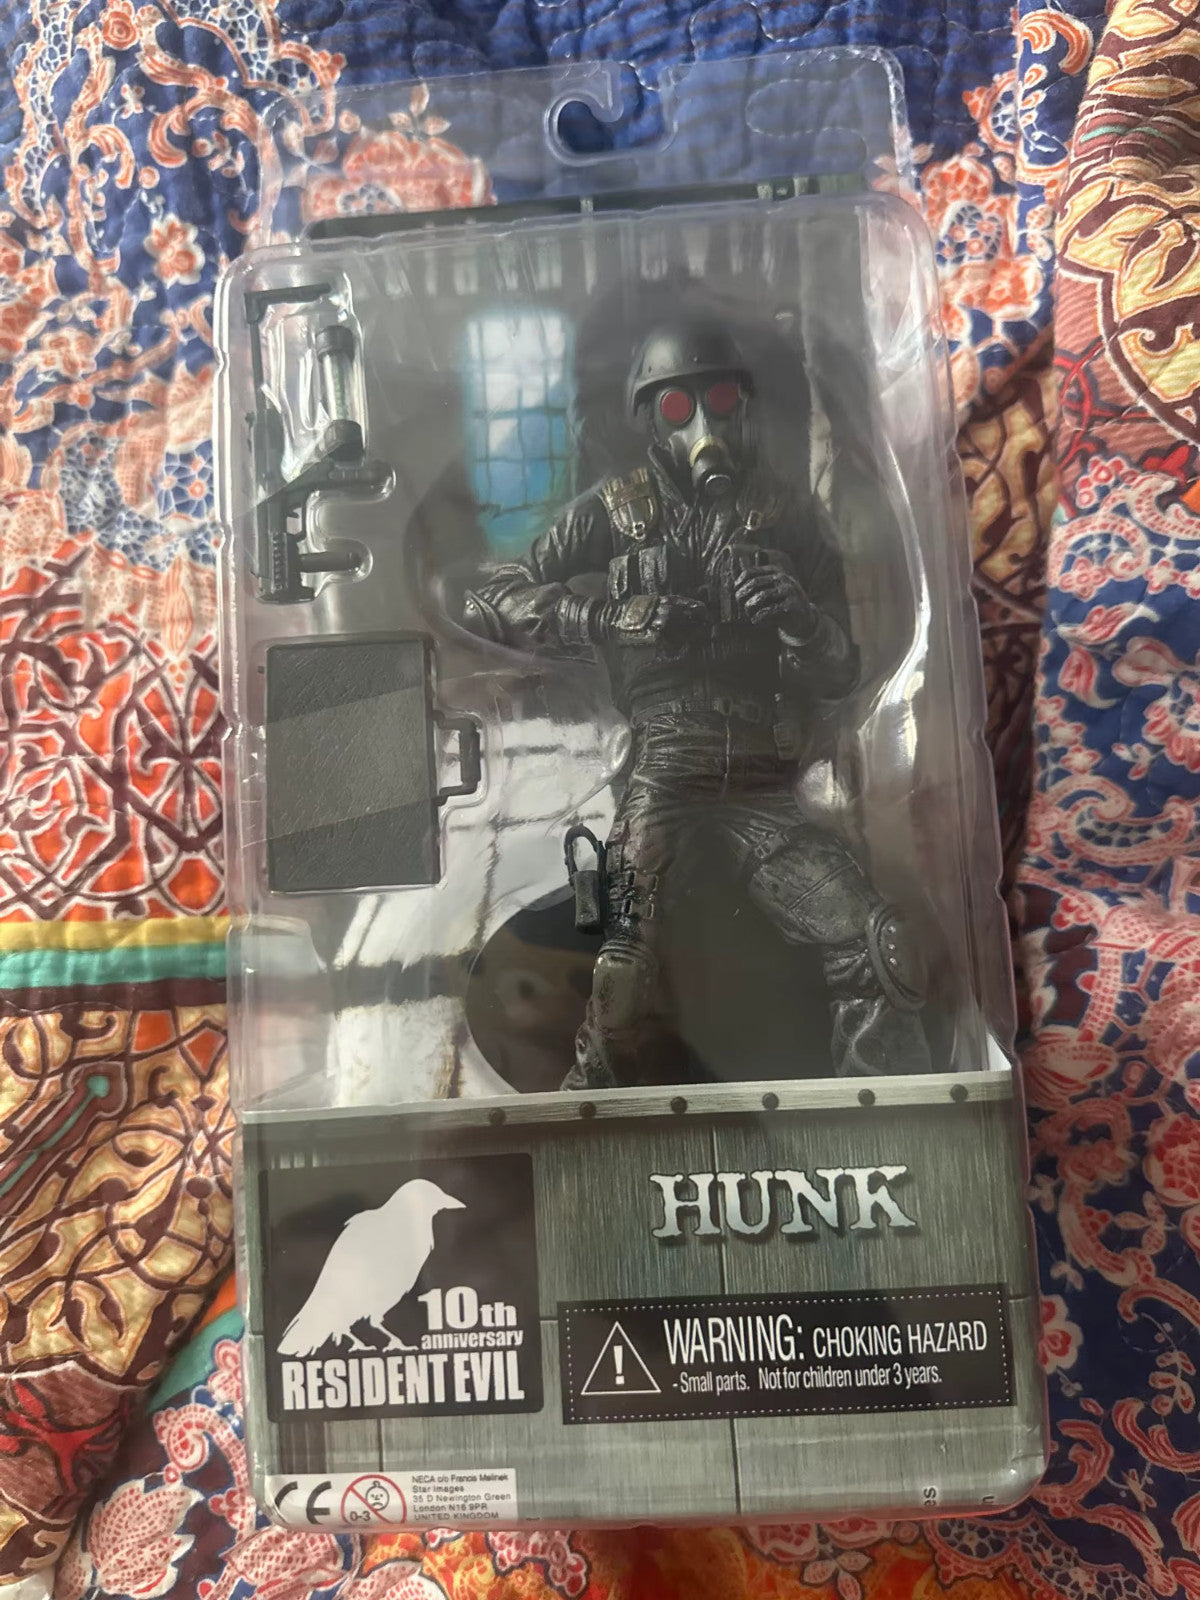 HUNK
10th
anniversary
RESIDENT EVIL
WARNING: CHOKING HAZARD
- Small parts. Not for children under 3 years.
CE
0-3
NECA c/o Francis Melinek
Star Images
35 D Newington Green
London N16 9PR
UNITED KINGDOM